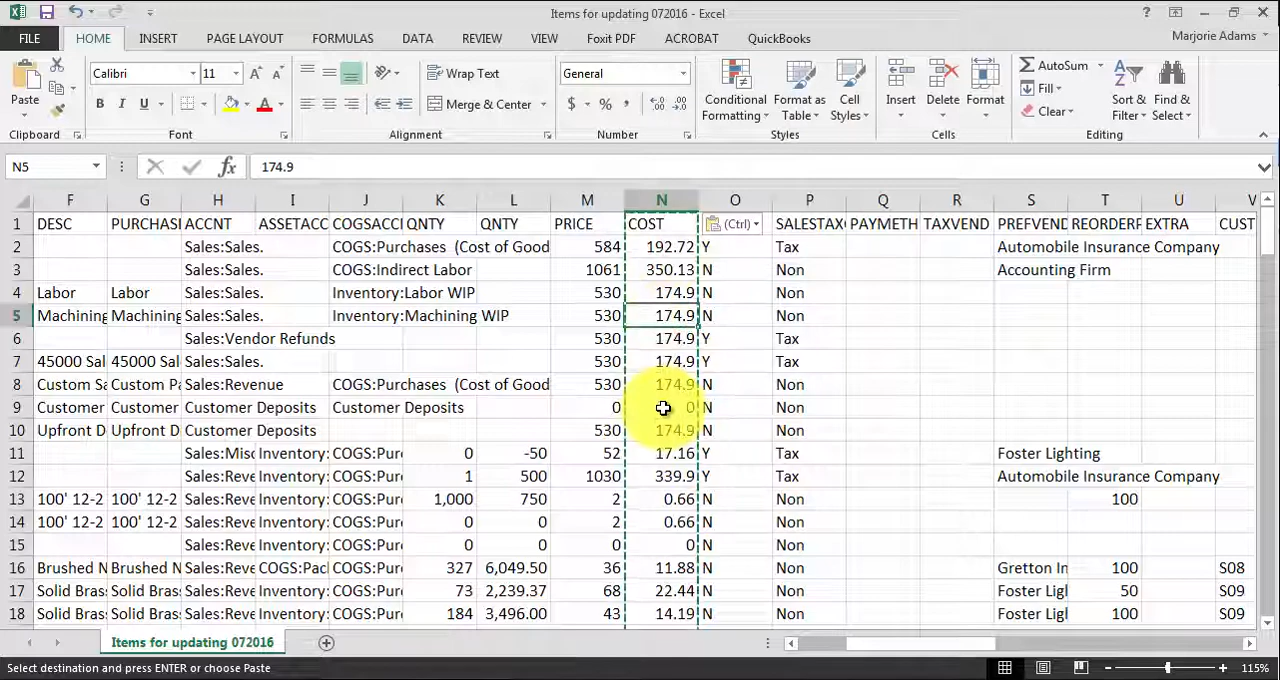 Items for updating 072016 - Excel
FILE HOME INSERT PAGE LAYOUT FORMULAS DATA REVIEW VIEW Foxit PDF ACROBAT QuickBooks Marjorie Adams
Calibri 11 Wrap Text General AutoSum
Fill
Paste B I U Merge & Center $ % Conditional Formatting Format as Table Cell Styles Insert Delete Format Clear Sort & Filter Find & Select
Clipboard Font Alignment Number Styles Cells Editing
N5 fx 174.9
F G H I J K L M N O P Q R S T U V
1 DESC PURCHASI ACCNT ASSETACC COGSACCI QNTY QNTY PRICE COST (Ctrl) SALESTAX PAYMETH TAXVEND PREFVEND REORDERP EXTRA CUST
2 Sales:Sales. COGS:Purchases (Cost of Good 584 192.72 Y Tax Automobile Insurance Company
3 Sales:Sales. COGS:Indirect Labor 1061 350.13 N Non Accounting Firm
4 Labor Labor Sales:Sales. Inventory:Labor WIP 530 174.9 N Non
5 Machining Machining Sales:Sales. Inventory:Machining WIP 530 174.9 N Non
6 Sales:Vendor Refunds 530 174.9 Y Tax
7 45000 Sal 45000 Sal Sales:Sales. 530 174.9 Y Tax
8 Custom Sa Custom Pa Sales:Revenue COGS:Purchases (Cost of Good 530 174.9 N Non
9 Customer Customer Customer Deposits Customer Deposits 0 0 N Non
10 Upfront D Upfront D Customer Deposits 530 174.9 N Non
11 Sales:Misc Inventory: COGS:Pur 0 -50 52 17.16 Y Tax Foster Lighting
12 Sales:Reve Inventory: COGS:Pur 1 500 1030 339.9 Y Tax Automobile Insurance Company
13 100' 12-2 100' 12-2 Sales:Reve Inventory: COGS:Pur 1,000 750 2 0.66 N Non 100
14 100' 12-2 100' 12-2 Sales:Reve Inventory: COGS:Pur 0 0 2 0.66 N Non
15 Sales:Reve Inventory: COGS:Pur 0 0 0 0 N Non
16 Brushed N Brushed N Sales:Reve COGS:Pac COGS:Pur 327 6,049.50 36 11.88 N Non Gretton In 100 S08
17 Solid Bras Solid Bras Sales:Reve Inventory: COGS:Pur 73 2,239.37 68 22.44 N Non Foster Ligl 50 S09
18 Solid Bras Solid Bras Sales:Reve Inventory: COGS:Pur 184 3,496.00 43 14.19 N Non Foster Ligl 100 S09
Items for updating 072016
Select destination and press ENTER or choose Paste 115%